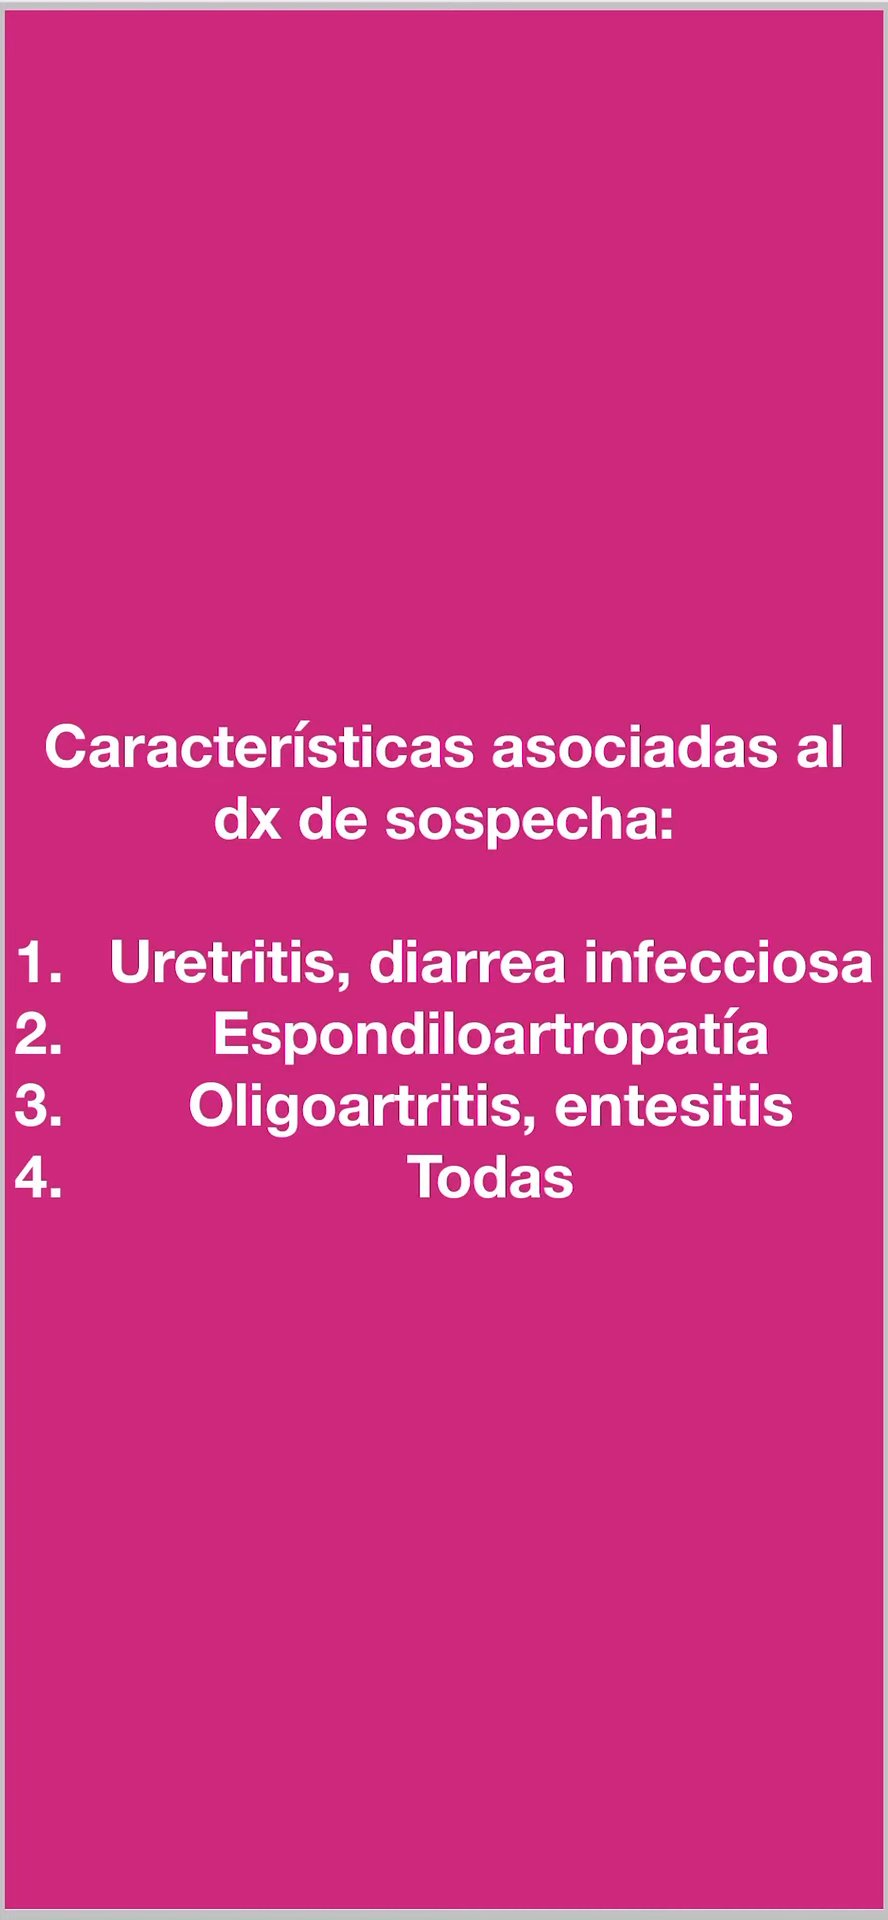 Características asociadas al
dx de sospecha:
1. Uretritis, diarrea infecciosa
2. Espondiloartropatía
3. Oligoartritis, entesitis
4. Todas